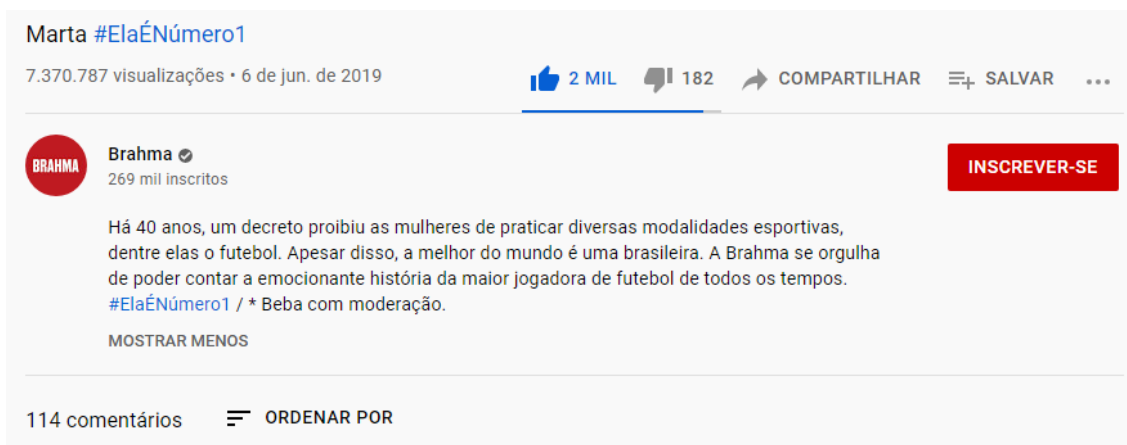 Marta #ElaÉNúmero1
7.370.787 visualizações • 6 de jun. de 2019
2 MIL 182 COMPARTILHAR SALVAR ...
BRAHMA
Brahma
269 mil inscritos
INSCREVER-SE
Há 40 anos, um decreto proibiu as mulheres de praticar diversas modalidades esportivas,
dentre elas o futebol. Apesar disso, a melhor do mundo é uma brasileira. A Brahma se orgulha
de poder contar a emocionante história da maior jogadora de futebol de todos os tempos.
#ElaÉNúmero1 / * Beba com moderação.
MOSTRAR MENOS
114 comentários ORDENAR POR